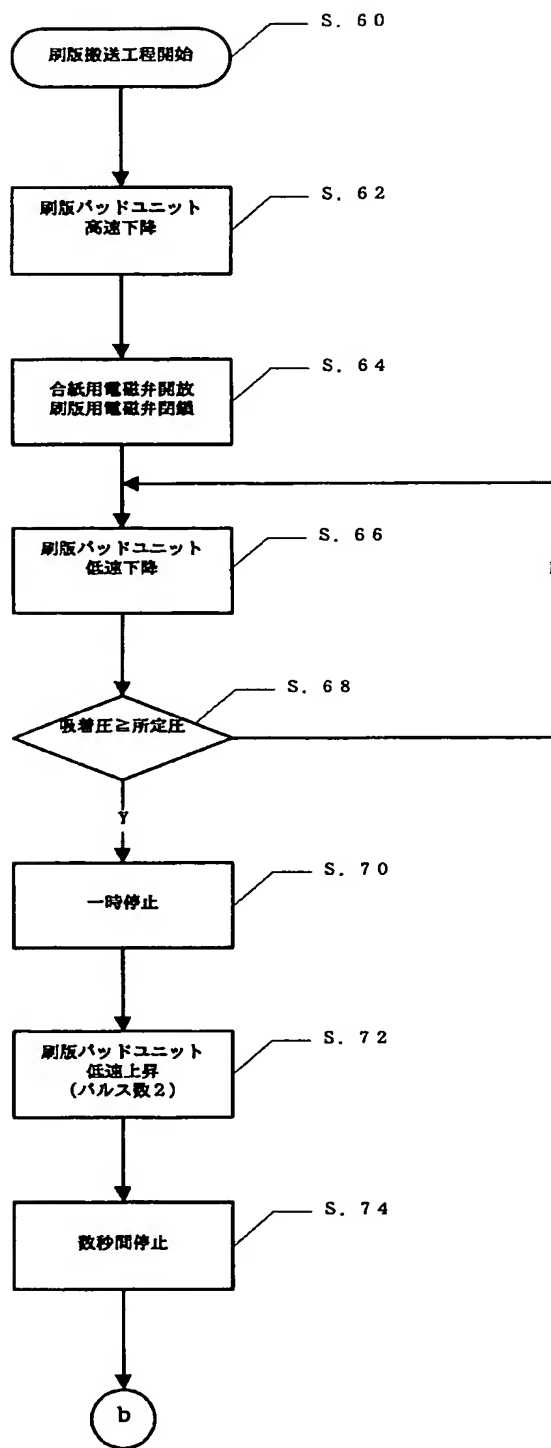 刷版搬送工程開始
S. 60
刷版パッドユニット
高速下降
S. 62
合紙用電磁弁開放
刷版用電磁弁閉鎖
S. 64
刷版パッドユニット
低速下降
S. 66
吸着圧≧所定圧
S. 68
Y
一時停止
S. 70
刷版パッドユニット
低速上昇
(パルス数2)
S. 72
数秒間停止
S. 74
b